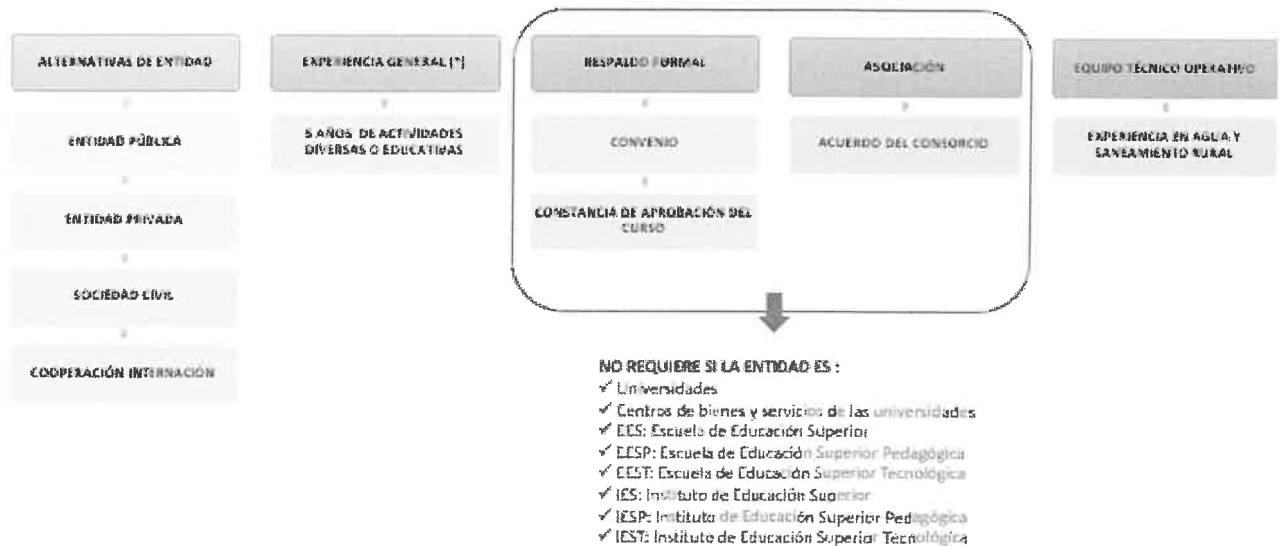 ALTERNATIVAS DE ENTIDAD
ENTIDAD PÚBLICA
ENTIDAD PRIVADA
SOCIEDAD CIVIL
COOPERACIÓN INTERNACIÓN
EXPERIENCIA GENERAL (*)
5 AÑOS DE ACTIVIDADES
DIVERSAS O EDUCATIVAS
RESPALDO FORMAL
CONVENIO
CONSTANCIA DE APROBACIÓN DEL
CURSO
ASOCIACIÓN
ACUERDO DEL CONSORCIO
EQUIPO TÉCNICO OPERATIVO
EXPERIENCIA EN AGUA Y
SANEAMIENTO RURAL
NO REQUIERE SI LA ENTIDAD ES :
✓ Universidades
✓ Centros de bienes y servicios de las universidades
✓ EES: Escuela de Educación Superior
✓ EESP: Escuela de Educación Superior Pedagógica
✓ EEST: Escuela de Educación Superior Tecnológica
✓ IES: Instituto de Educación Superior
✓ IESP: Instituto de Educación Superior Pedagógica
✓ IEST: Instituto de Educación Superior Tecnológica